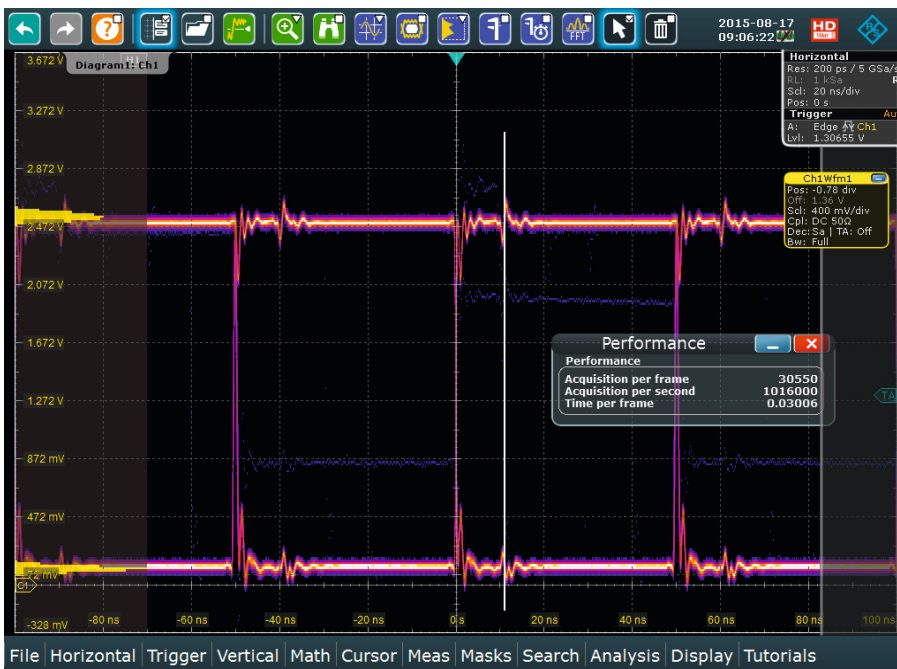 2015-08-17
09:06:22
HD
16bit
R&S
FFT
Diagram1: Ch1
3.672 V
3.272 V
2.872 V
2.472 V
2.072 V
1.672 V
1.272 V
872 mV
472 mV
72 mV
-328 mV
C1
-80 ns
-60 ns
-40 ns
-20 ns
0 s
20 ns
40 ns
60 ns
80 ns
100 ns
Horizontal
Res: 200 ps / 5 GSa/s
RL: 1 kSa R
Scl: 20 ns/div
Pos: 0 s
Trigger Au
A: Edge Ch1
Lvl: 1.30655 V
Ch1Wfm1
Pos: -0.78 div
Off: 1.36 V
Scl: 400 mV/div
Cpl: DC 50Ω
Dec: Sa | TA: Off
Bw: Full
TA
Performance
Performance
Acquisition per frame 30550
Acquisition per second 1016000
Time per frame 0.03006
File Horizontal Trigger Vertical Math Cursor Meas Masks Search Analysis Display Tutorials